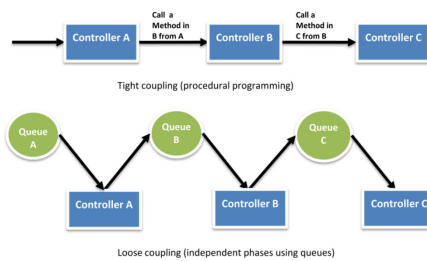 Call a
Method in
B from A
Call a
Method in
C from B
Controller A
Controller B
Controller C
Tight coupling (procedural programming)
Queue
A
Queue
B
Queue
C
Controller A
Controller B
Controller C
Loose coupling (independent phases using queues)